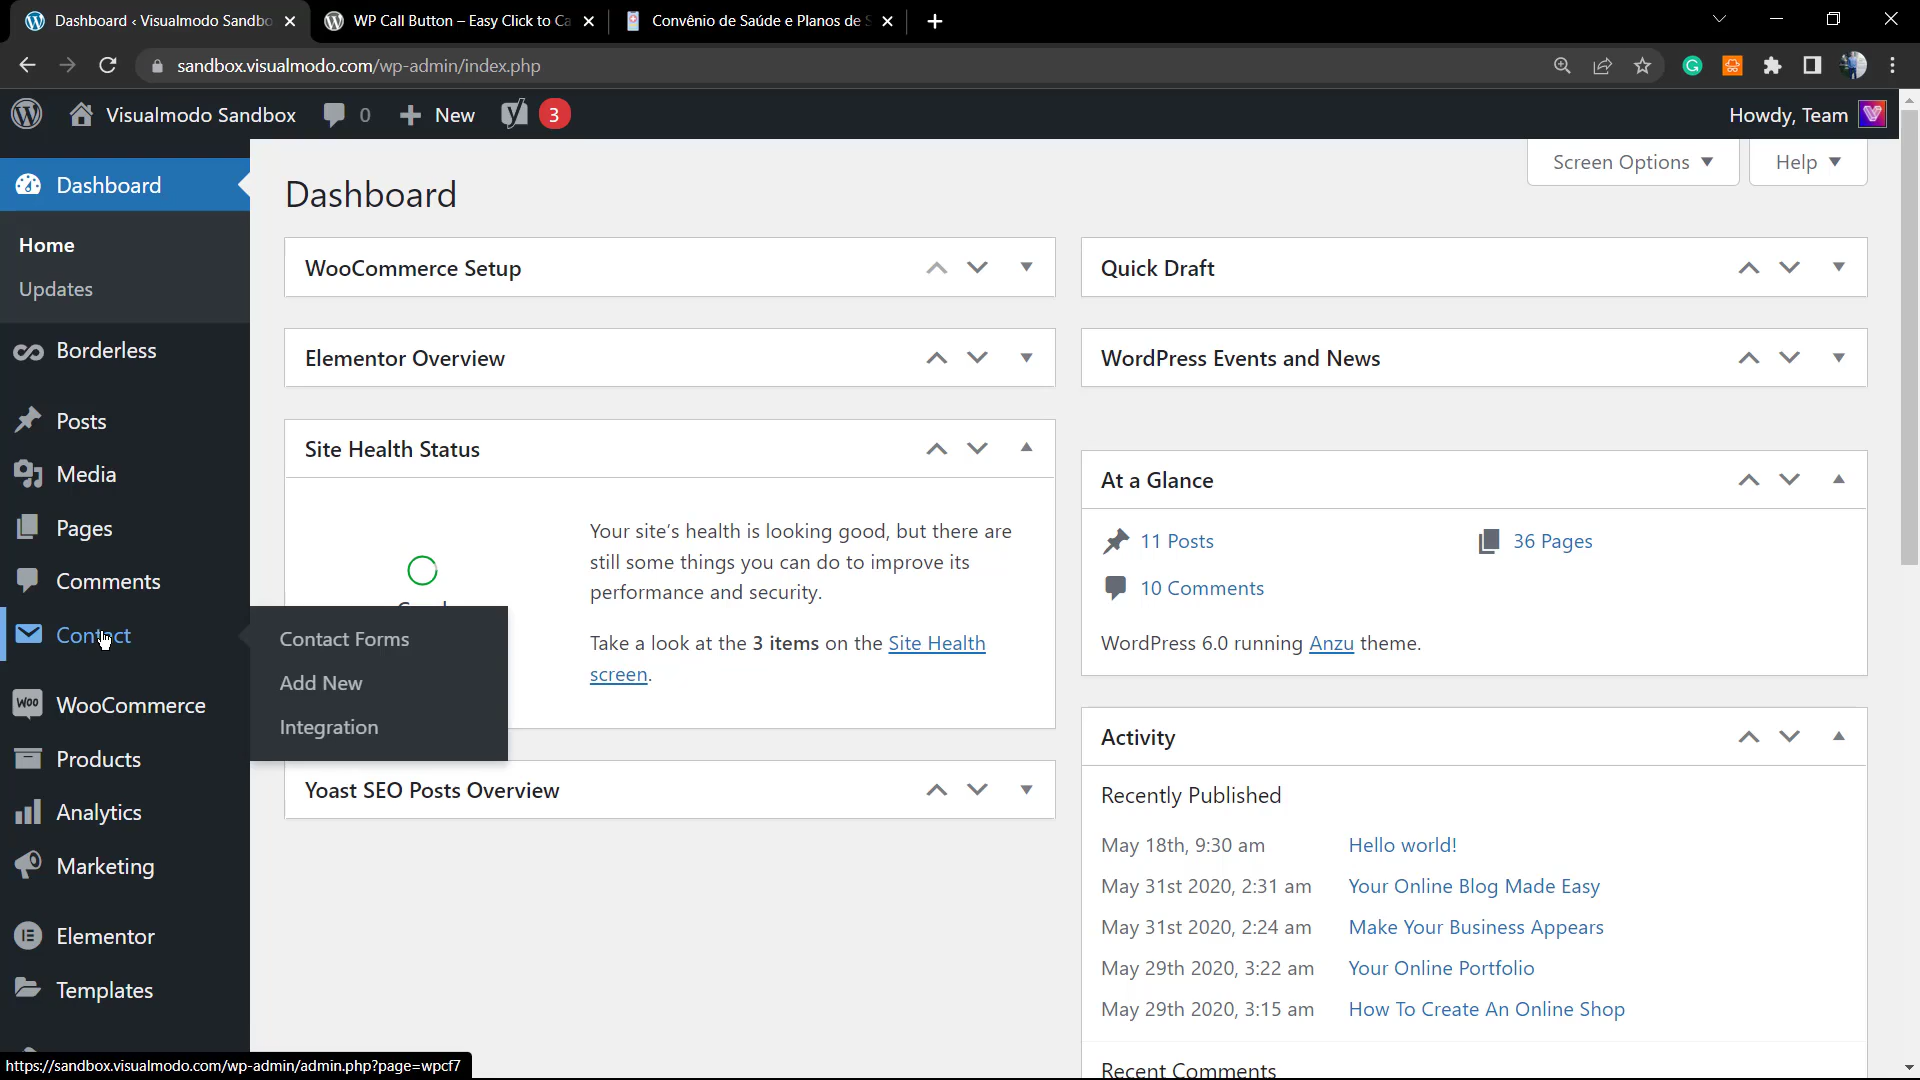 Dashboard ‹ Visualmodo Sandbo
WP Call Button – Easy Click to Ca
Convênio de Saúde e Planos de S
sandbox.visualmodo.com/wp-admin/index.php
Visualmodo Sandbox
0
New
3
Howdy, Team
Dashboard
Home
Updates
Borderless
Posts
Media
Pages
Comments
Contact
WooCommerce
Products
Analytics
Marketing
Elementor
Templates
Contact Forms
Add New
Integration
Screen Options
Help
Dashboard
WooCommerce Setup
Elementor Overview
Site Health Status
Your site's health is looking good, but there are
still some things you can do to improve its
performance and security.
Take a look at the 3 items on the Site Health
screen.
Yoast SEO Posts Overview
Quick Draft
WordPress Events and News
At a Glance
11 Posts
36 Pages
10 Comments
WordPress 6.0 running Anzu theme.
Activity
Recently Published
May 18th, 9:30 am Hello world!
May 31st 2020, 2:31 am Your Online Blog Made Easy
May 31st 2020, 2:24 am Make Your Business Appears
May 29th 2020, 3:22 am Your Online Portfolio
May 29th 2020, 3:15 am How To Create An Online Shop
Recent Comments
https://sandbox.visualmodo.com/wp-admin/admin.php?page=wpcf7